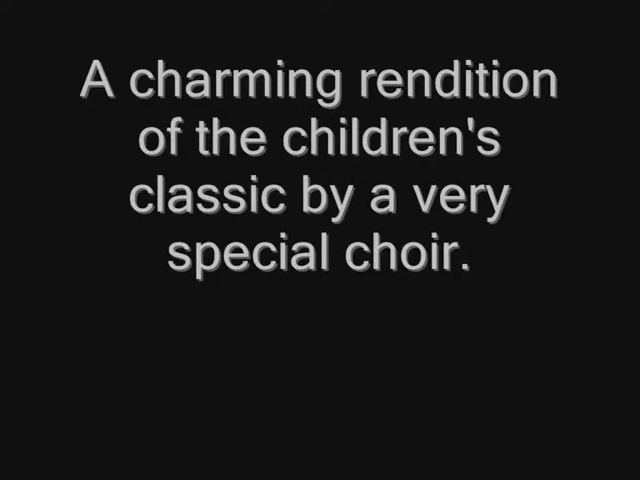 A charming rendition
of the children's
classic by a very
special choir.